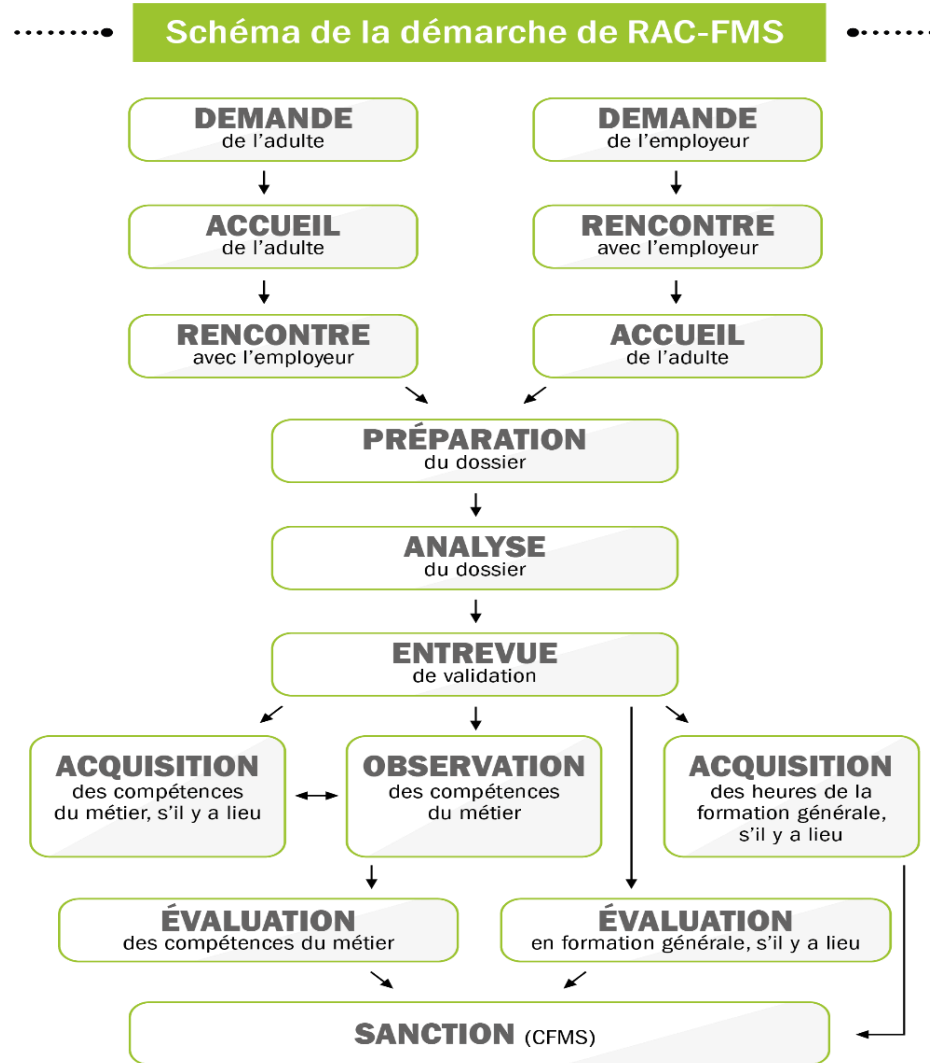 Schéma de la démarche de RAC-FMS
DEMANDE
de l'adulte
DEMANDE
de l'employeur
ACCUEIL
de l'adulte
RENCONTRE
avec l'employeur
RENCONTRE
avec l'employeur
ACCUEIL
de l'adulte
PRÉPARATION
du dossier
ANALYSE
du dossier
ENTREVUE
de validation
ACQUISITION
des compétences
du métier, s'il y a lieu
OBSERVATION
des compétences
du métier
ACQUISITION
des heures de la
formation générale,
s'il y a lieu
ÉVALUATION
des compétences du métier
ÉVALUATION
en formation générale, s'il y a lieu
SANCTION (CFMS)